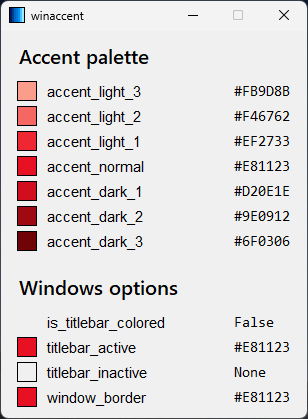 winaccent
Accent palette
accent_light_3 #FB9D8B
accent_light_2 #F46762
accent_light_1 #EF2733
accent_normal #E81123
accent_dark_1 #D20E1E
accent_dark_2 #9E0912
accent_dark_3 #6F0306
Windows options
is_titlebar_colored False
titlebar_active #E81123
titlebar_inactive None
window_border #E81123